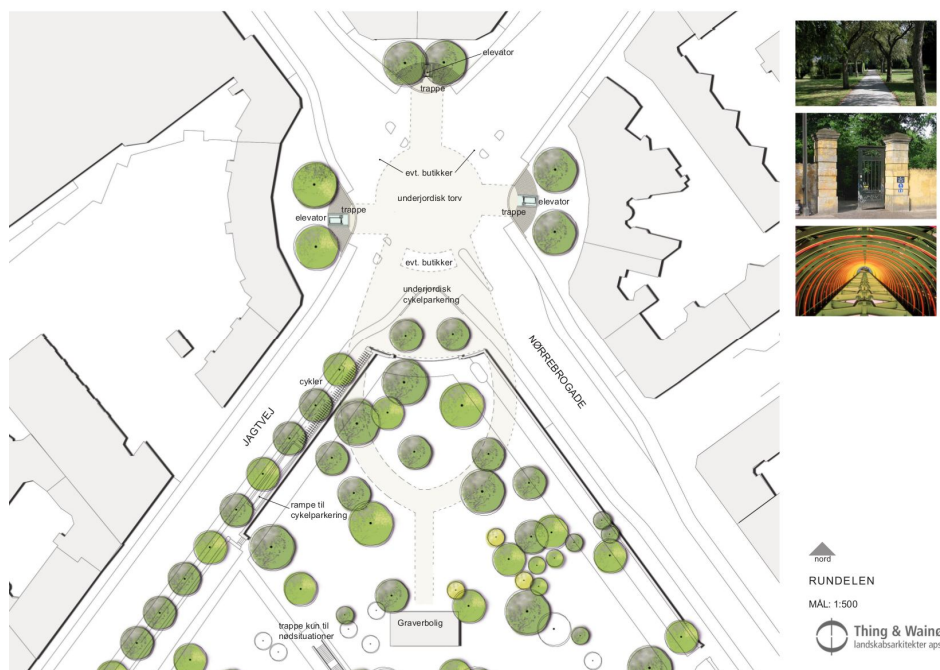 elevator
trappe
evt. butikker
underjordisk torv
trappe
elevator
trappe
elevator
evt. butikker
underjordisk
cykelparkering
NØRREBROGADE
cykler
JAGTVEJ
rampe til
cykelparkering
trappe kun til
nødsituationer
Graverbolig
nord
RUNDELEN
MÅL: 1:500
Thing & Wainø
landskabsarkitekter aps